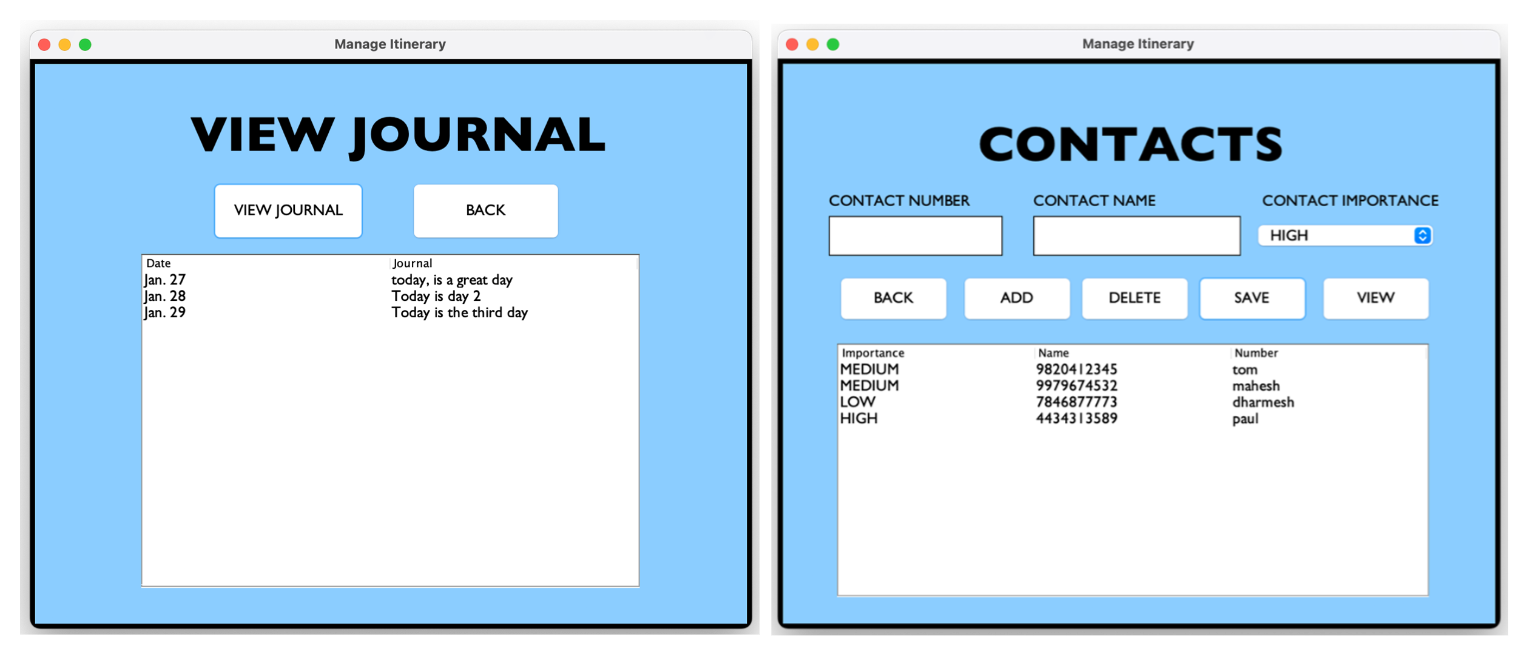 Manage Itinerary
VIEW JOURNAL
VIEW JOURNAL BACK
Date Journal
Jan. 27 today, is a great day
Jan. 28 Today is day 2
Jan. 29 Today is the third day
Manage Itinerary
CONTACTS
CONTACT NUMBER CONTACT NAME CONTACT IMPORTANCE
HIGH
BACK ADD DELETE SAVE VIEW
Importance Name Number
MEDIUM 9820412345 tom
MEDIUM 9979674532 mahesh
LOW 7846877773 dharmesh
HIGH 4434313589 paul